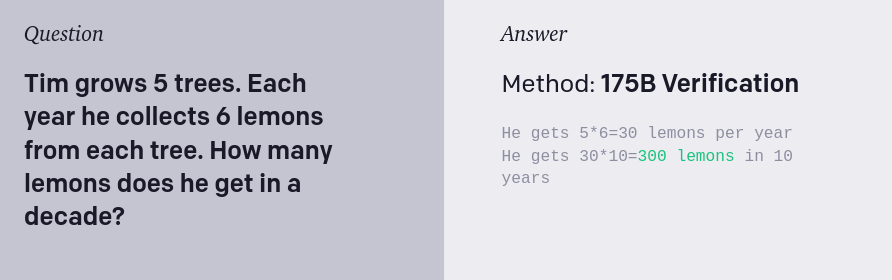 Question
Tim grows 5 trees. Each
year he collects 6 lemons
from each tree. How many
lemons does he get in a
decade?
Answer
Method: 175B Verification
He gets 5*6=30 lemons per year
He gets 30*10=300 lemons in 10
years